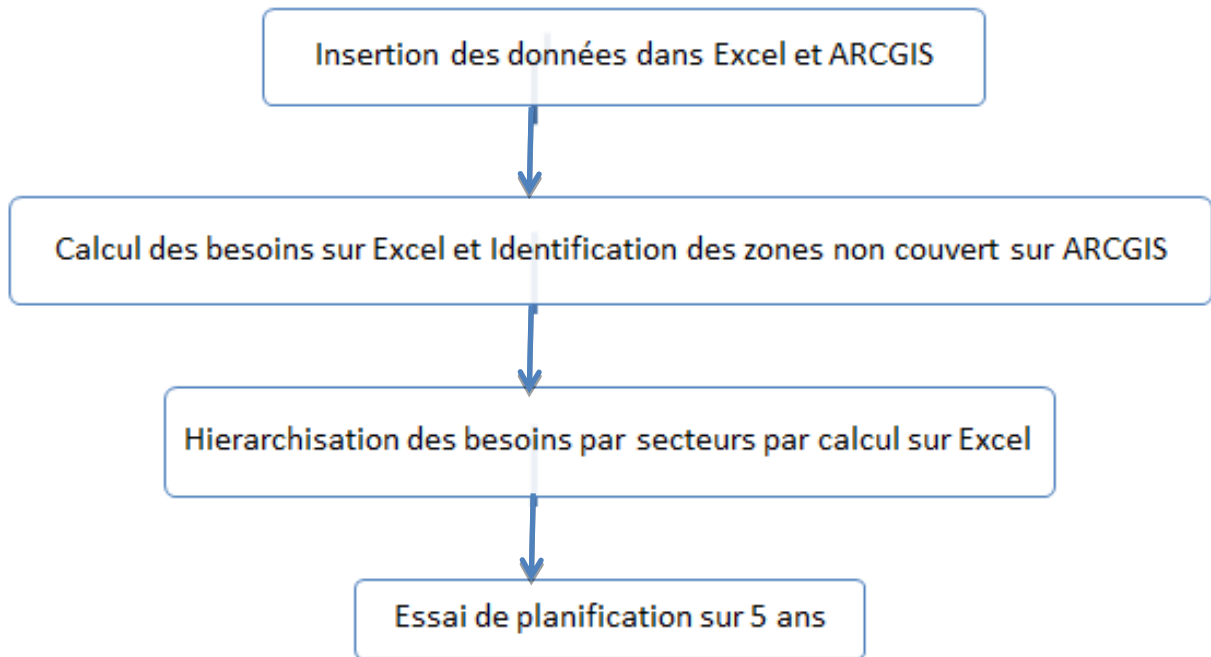 Insertion des données dans Excel et ARCGIS
Calcul des besoins sur Excel et Identification des zones non couvert sur ARCGIS
Hierarchisation des besoins par secteurs par calcul sur Excel
Essai de planification sur 5 ans